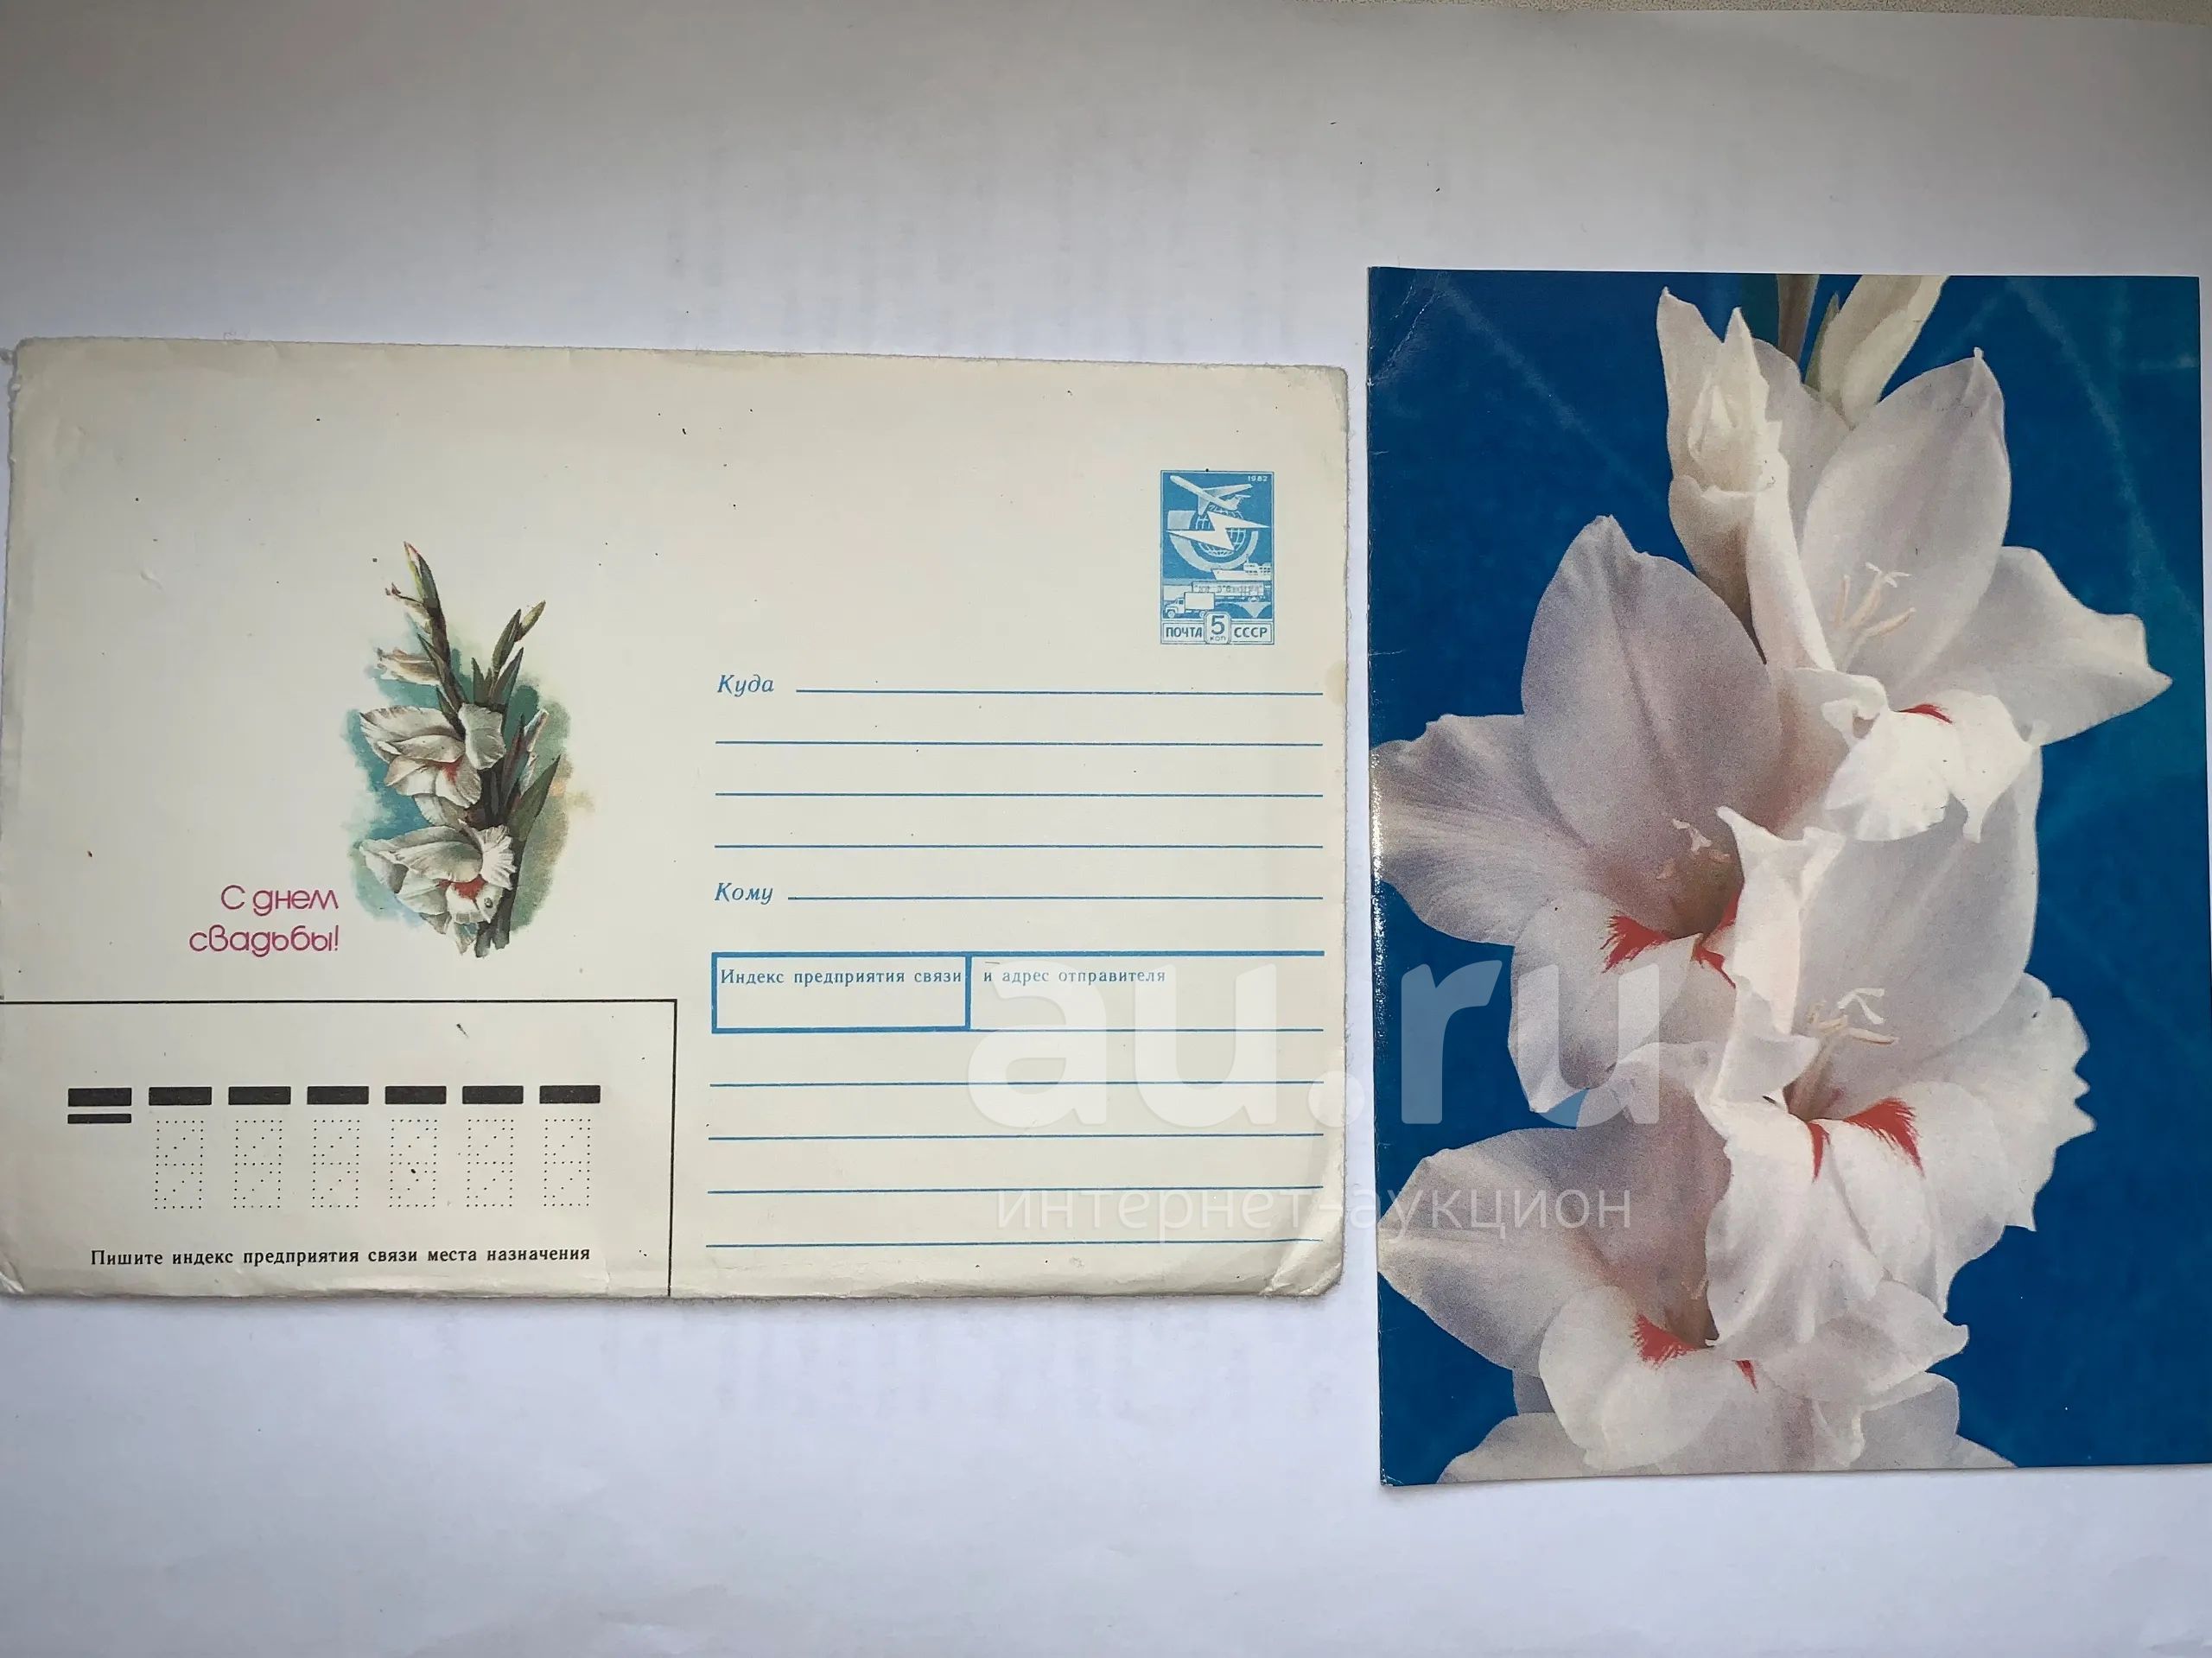 1982
ПОЧТА 5 КОП СССР
Куда
Кому
С днем
свадьбы!
Индекс предприятия связи и адрес отправителя
Пишите индекс предприятия связи места назначения
au.ru
интернет-аукцион